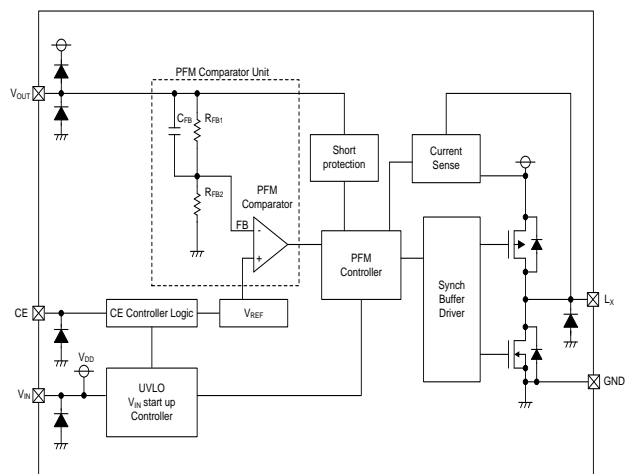 PFM Comparator Unit
VOUT
CFB
RFB1
RFB2
FB
PFM
Comparator
-
+
Short
protection
Current
Sense
PFM
Controller
Synch
Buffer
Driver
LX
GND
CE
CE Controller Logic
VREF
VDD
VIN
UVLO
VIN start up
Controller